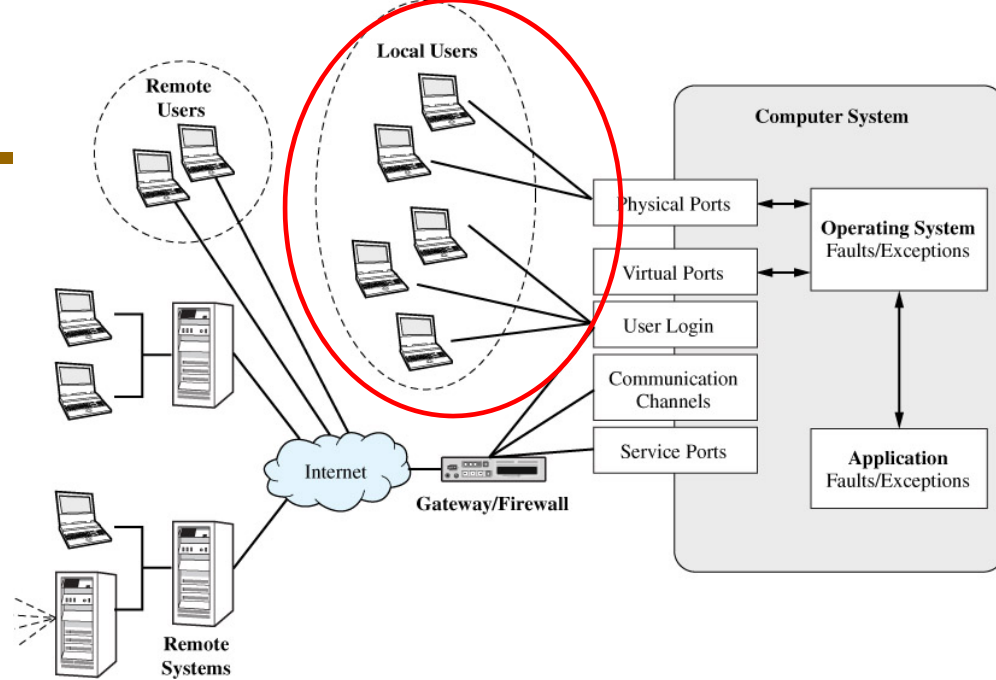 Local Users
Remote
Users
Computer System
Physical Ports
Operating System
Faults/Exceptions
Virtual Ports
User Login
Communication
Channels
Service Ports
Application
Faults/Exceptions
Internet
Gateway/Firewall
Remote
Systems